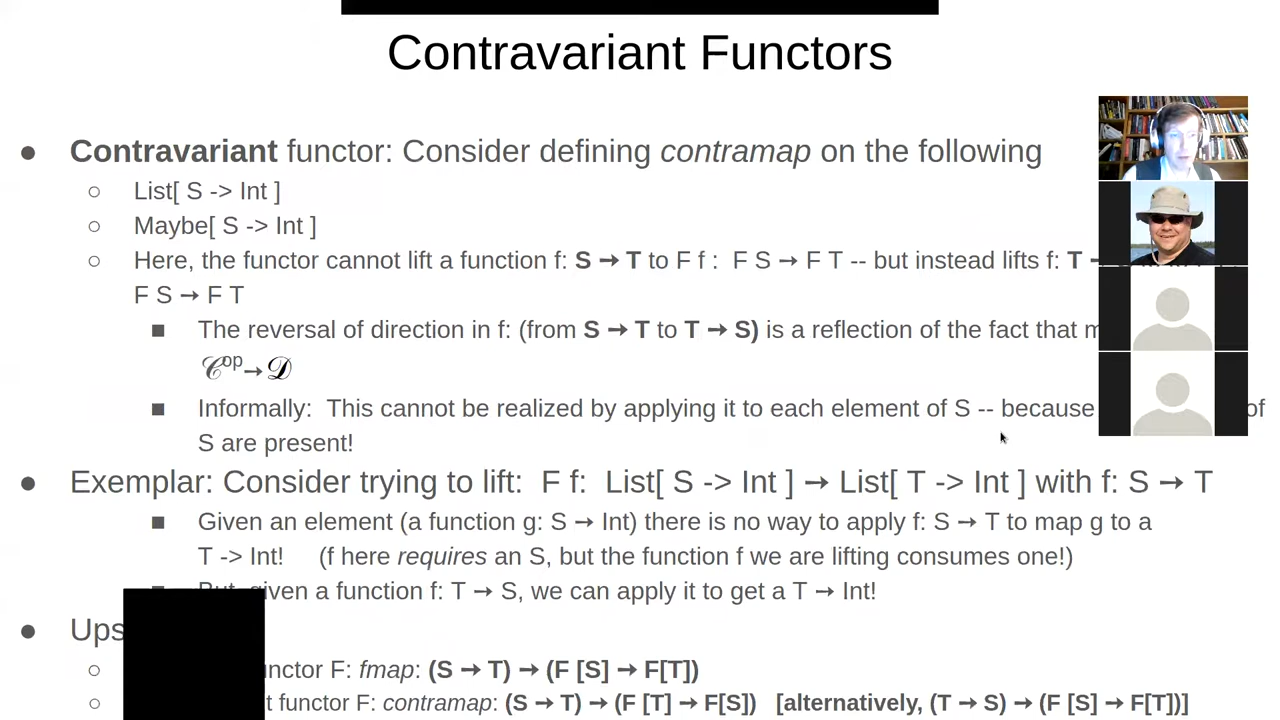 Contravariant Functors
● Contravariant functor: Consider defining contramap on the following
○ List[ S -> Int ]
○ Maybe[ S -> Int ]
○ Here, the functor cannot lift a function f: S → T to F f : F S → F T -- but instead lifts f: T
F S → F T
■ The reversal of direction in f: (from S → T to T → S) is a reflection of the fact that
𝒞op→𝒟
■ Informally: This cannot be realized by applying it to each element of S -- because of
S are present!
● Exemplar: Consider trying to lift: F f: List[ S -> Int ] → List[ T -> Int ] with f: S → T
■ Given an element (a function g: S → Int) there is no way to apply f: S → T to map g to a
T -> Int! (f here requires an S, but the function f we are lifting consumes one!)
■ But, given a function f: T → S, we can apply it to get a T → Int!
● Ups
○ functor F: fmap: (S → T) → (F [S] → F[T])
○ functor F: contramap: (S → T) → (F [T] → F[S]) [alternatively, (T → S) → (F [S] → F[T])]